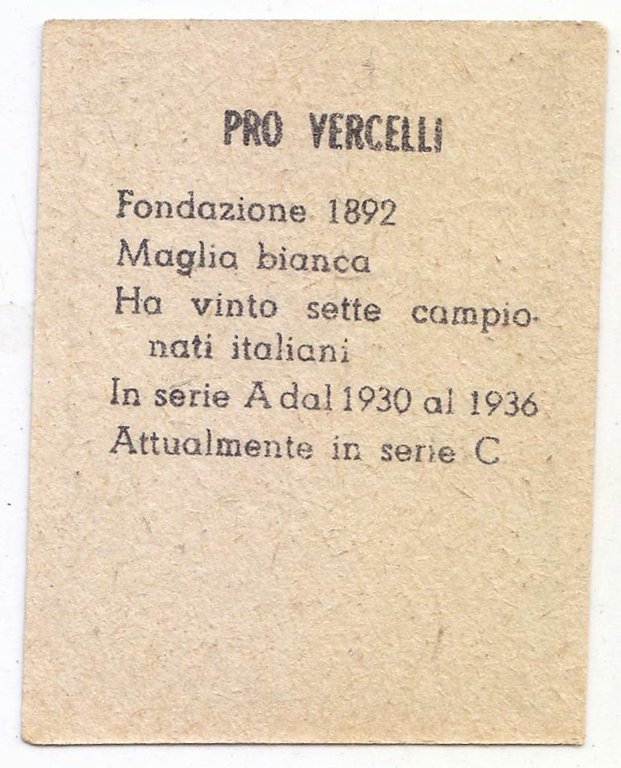 PRO VERCELLI
Fondazione 1892
Maglia bianca
Ha vinto sette campio-
nati italiani
In serie A dal 1930 al 1936
Attualmente in serie C